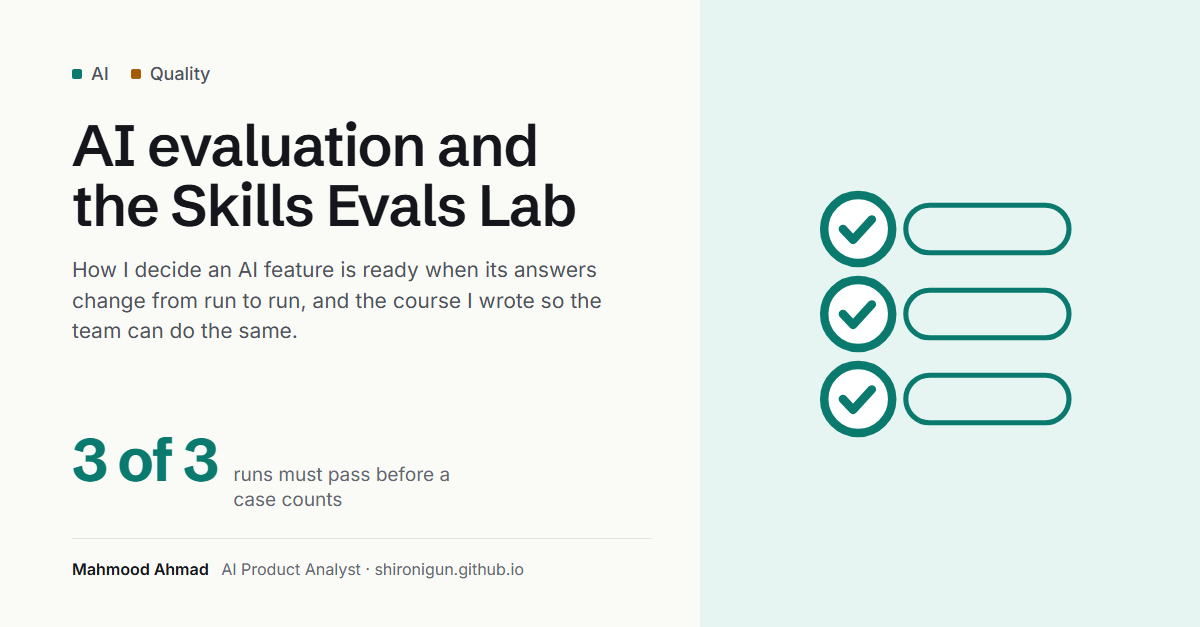 AI Quality
AI evaluation and
the Skills Evals Lab
How I decide an AI feature is ready when its answers
change from run to run, and the course I wrote so the
team can do the same.
3 of 3 runs must pass before a
case counts
Mahmood Ahmad AI Product Analyst · shironigun.github.io